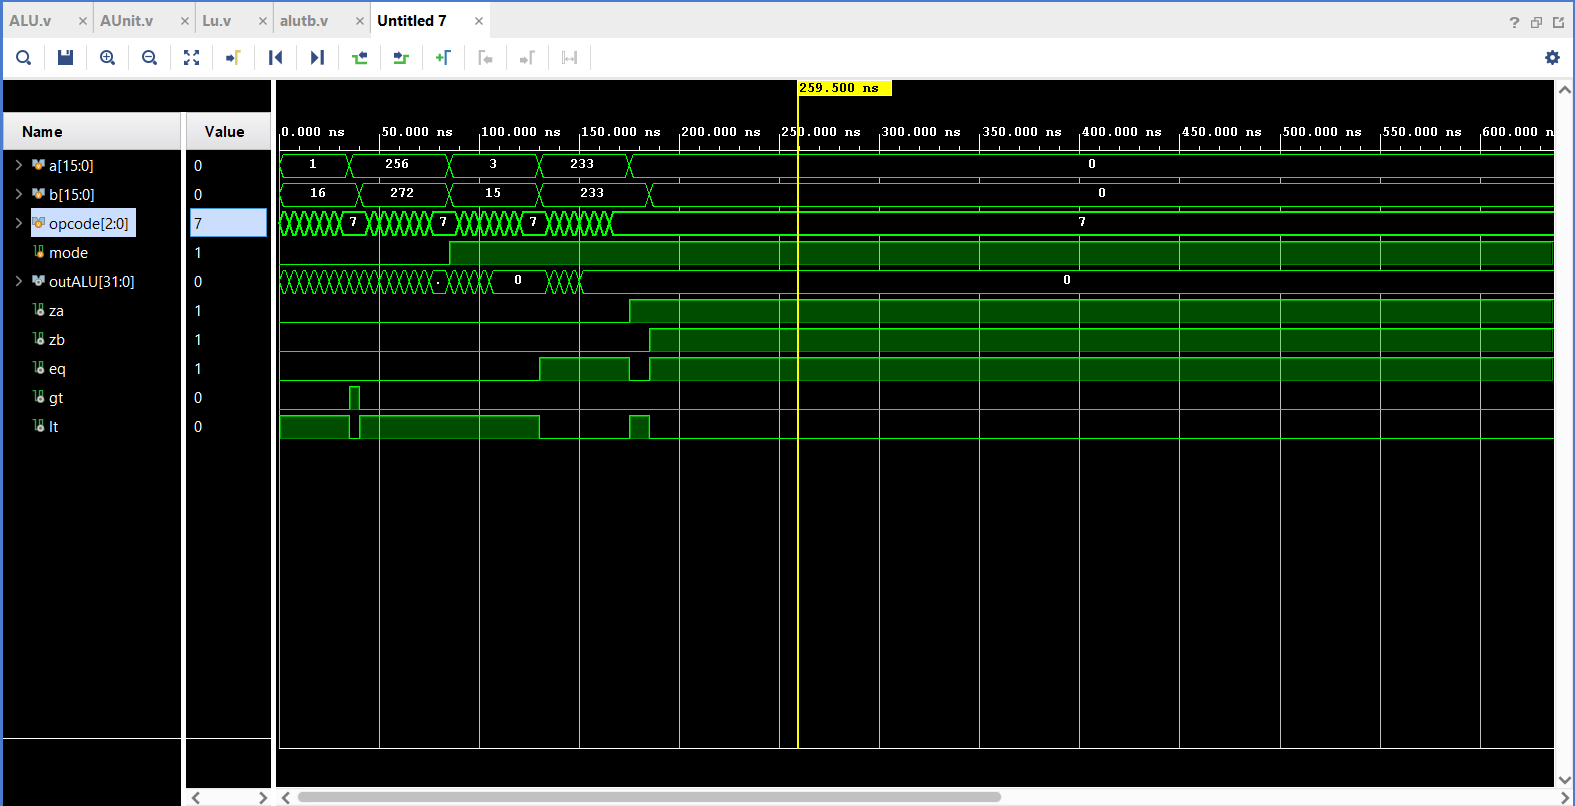 ALU.v × AUnit.v × Lu.v × alutb.v × Untitled 7 ×
?
259.500 ns
Name Value
0.000 ns 50.000 ns 100.000 ns 150.000 ns 200.000 ns 250.000 ns 300.000 ns 350.000 ns 400.000 ns 450.000 ns 500.000 ns 550.000 ns 600.000 n
a[15:0] 0 1 256 3 233 0
b[15:0] 0 16 272 15 233 0
opcode[2:0] 7 7 7 7 7
mode 1
outALU[31:0] 0 . 0 0
za 1
zb 1
eq 1
gt 0
lt 0